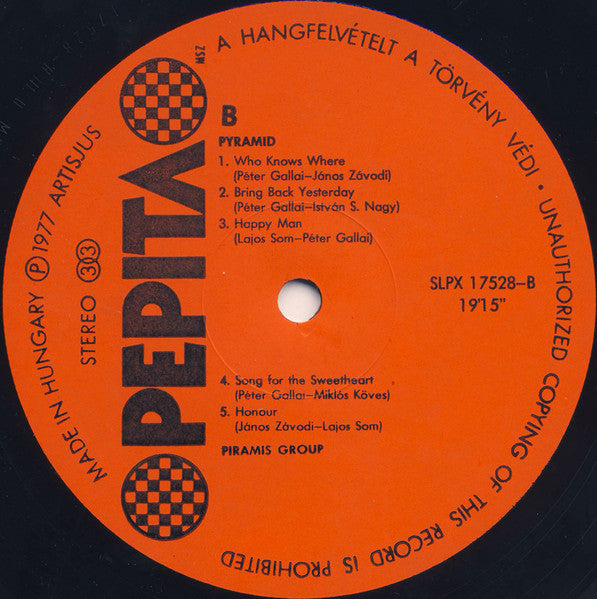 A HANGFELVÉTELT A TÖRVÉNY VÉDI • UNAUTHORIZED COPYING OF THIS RECORD IS PROHIBITED
MADE IN HUNGARY Ⓟ 1977 ARTISJUS
STEREO 33
PEPITA
MSZ
B
PYRAMID
1. Who Knows Where
(Péter Gallai–János Závodi)
2. Bring Back Yesterday
(Péter Gallai–István S. Nagy)
3. Happy Man
(Lajos Som–Péter Gallai)
SLPX 17528–B
19'15"
4. Song for the Sweetheart
(Péter Gallai–Miklós Köves)
5. Honour
(János Závodi–Lajos Som)
PIRAMIS GROUP